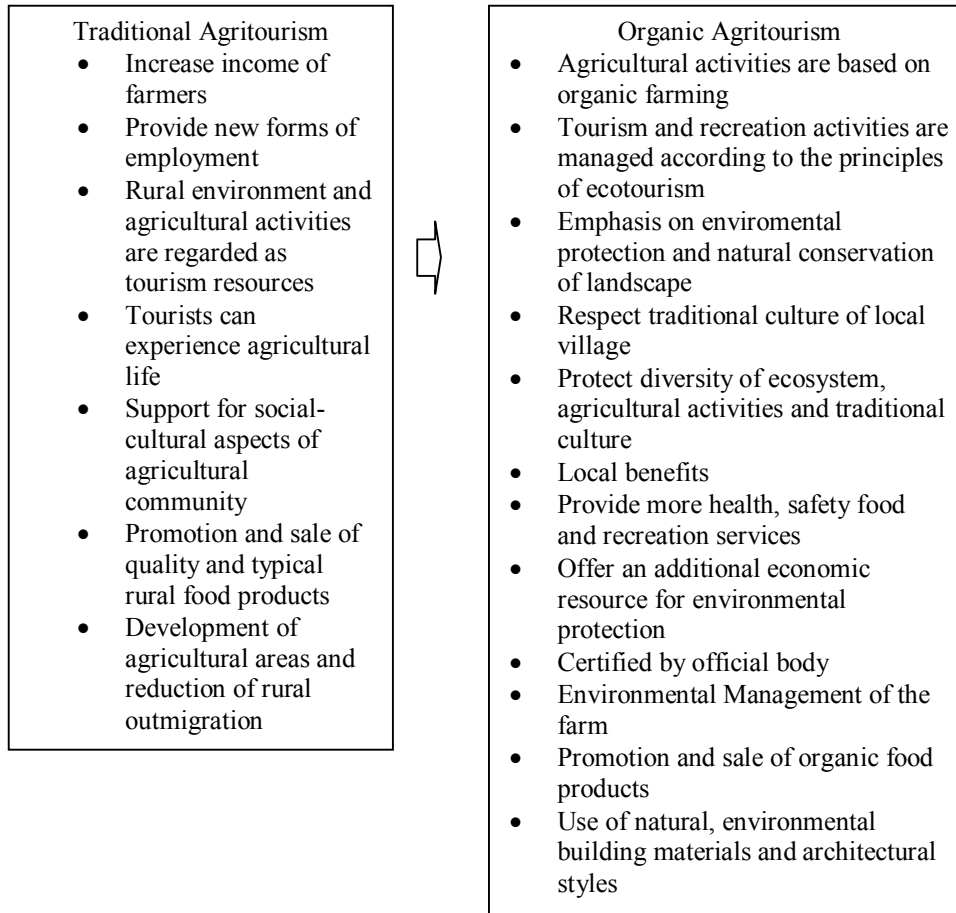 Traditional Agritourism
• Increase income of
farmers
• Provide new forms of
employment
• Rural environment and
agricultural activities
are regarded as
tourism resources
• Tourists can
experience agricultural
life
• Support for social-
cultural aspects of
agricultural
community
• Promotion and sale of
quality and typical
rural food products
• Development of
agricultural areas and
reduction of rural
outmigration
Organic Agritourism
• Agricultural activities are based on
organic farming
• Tourism and recreation activities are
managed according to the principles
of ecotourism
• Emphasis on enviromental
protection and natural conservation
of landscape
• Respect traditional culture of local
village
• Protect diversity of ecosystem,
agricultural activities and traditional
culture
• Local benefits
• Provide more health, safety food
and recreation services
• Offer an additional economic
resource for environmental
protection
• Certified by official body
• Environmental Management of the
farm
• Promotion and sale of organic food
products
• Use of natural, environmental
building materials and architectural
styles